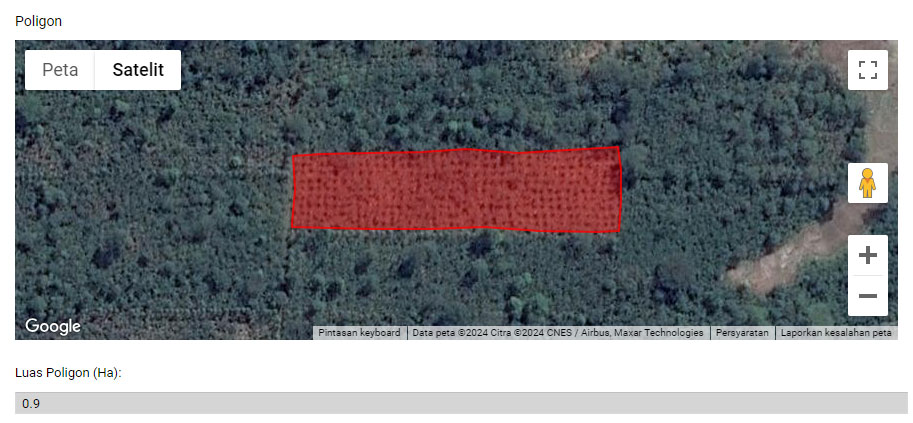 Poligon
Peta Satelit
Google
Pintasan keyboard Data peta ©2024 Citra ©2024 CNES / Airbus, Maxar Technologies Persyaratan Laporkan kesalahan peta
Luas Poligon (Ha):
0.9